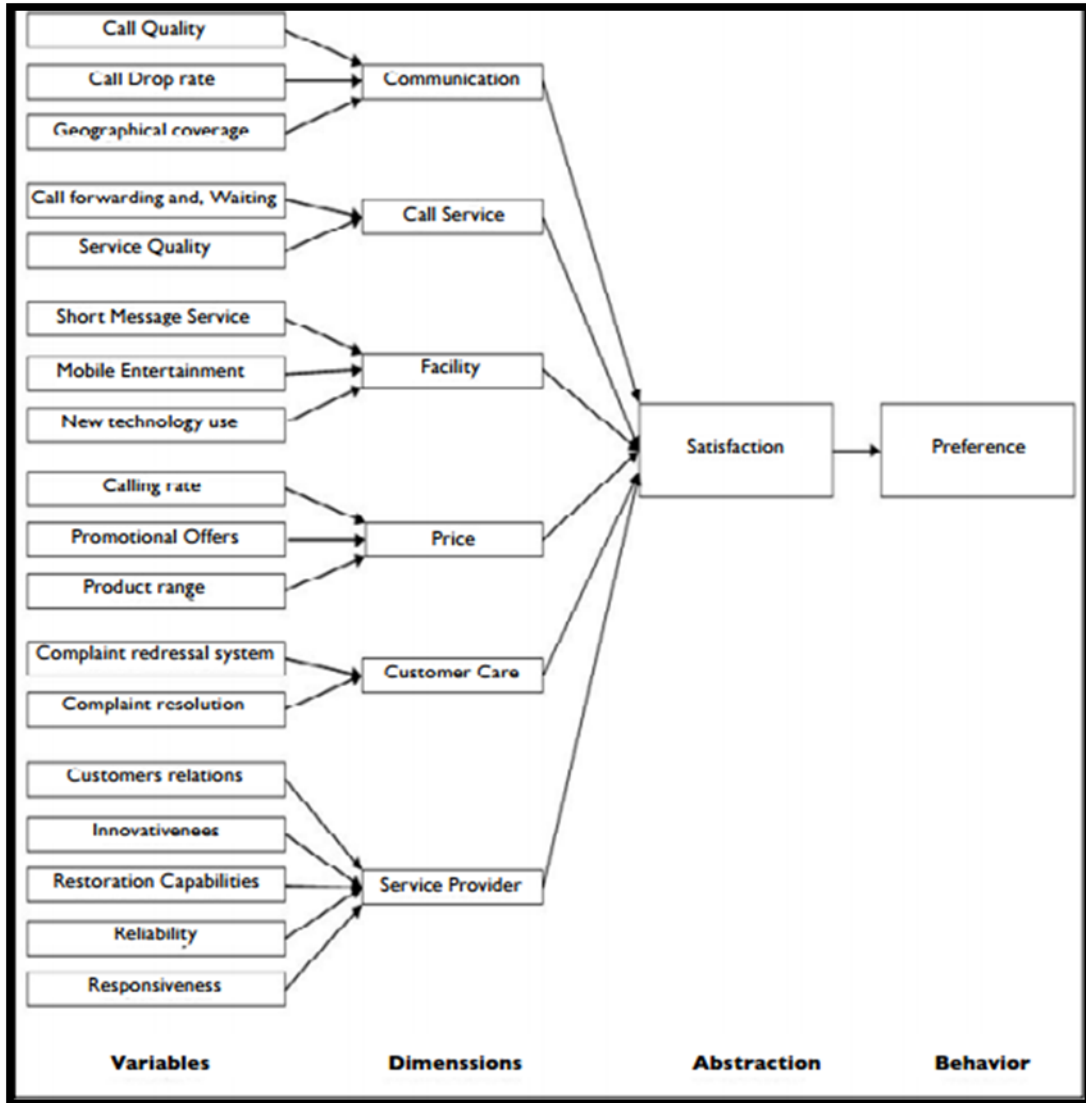 Call Quality
Call Drop rate
Geographical coverage
Communication
Call forwarding and, Waiting
Service Quality
Call Service
Short Message Service
Mobile Entertainment
New technology use
Facility
Calling rate
Promotional Offers
Product range
Price
Complaint redressal system
Complaint resolution
Customer Care
Customers relations
Innovativenees
Restoration Capabilities
Reliability
Responsiveness
Service Provider
Satisfaction
Preference
Variables
Dimenssions
Abstraction
Behavior